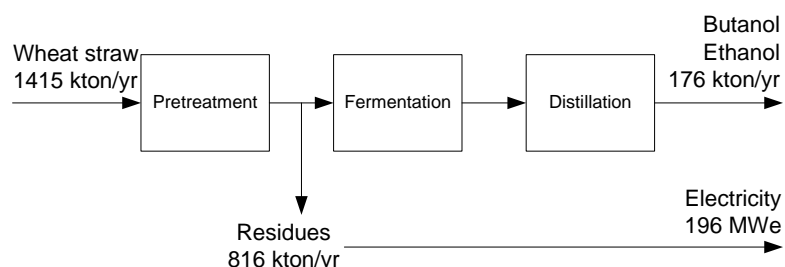 Butanol
Ethanol
176 kton/yr
Wheat straw
1415 kton/yr
Pretreatment
Fermentation
Distillation
Electricity
196 MWe
Residues
816 kton/yr